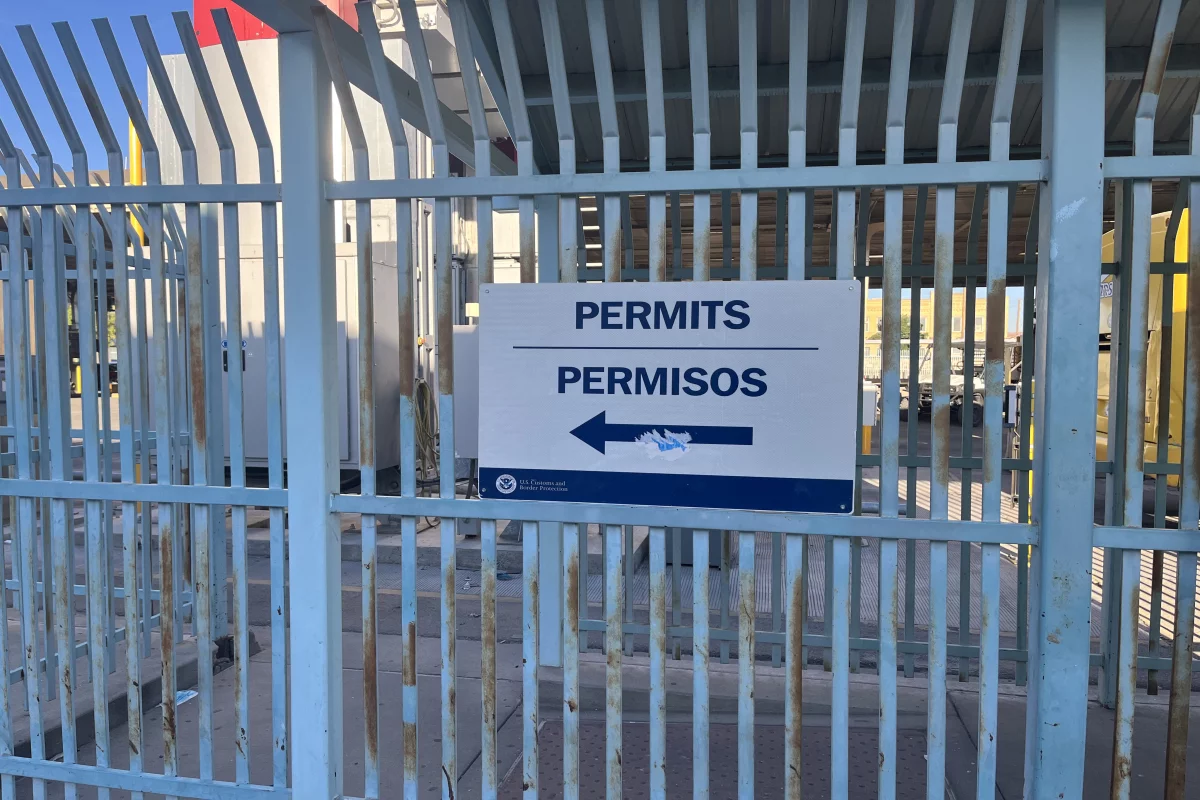 PERMITS
PERMISOS
U.S. Customs and
Border Protection